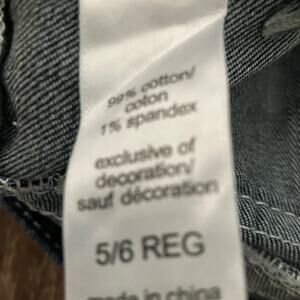 99% cotton/
coton
1% spandex
exclusive of
decoration/
sauf décoration
5/6 REG
made in china